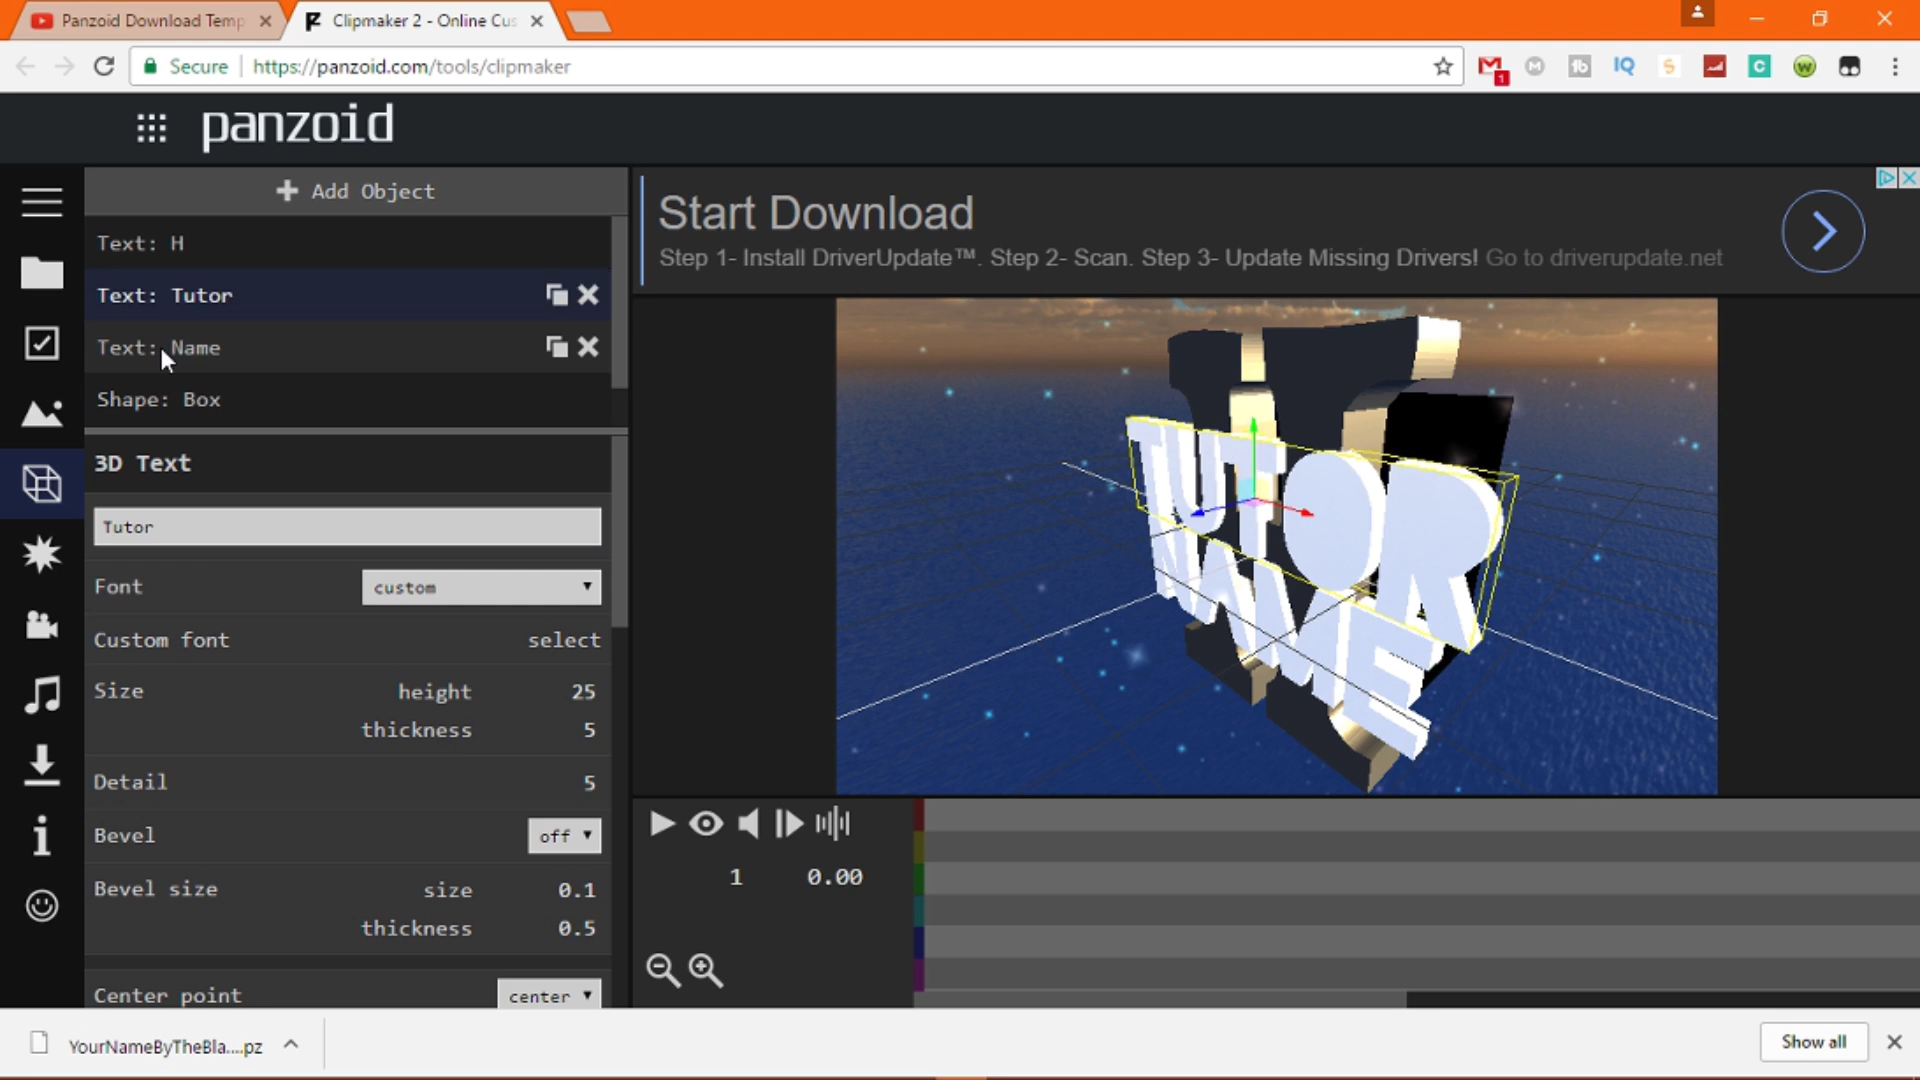 Panzoid Download Temp
Clipmaker 2 - Online Cus
Secure
https://panzoid.com/tools/clipmaker
1
panzoid
Add Object
Text: H
Text: Tutor
Text: Name
Shape: Box
3D Text
Tutor
Font custom
Custom font select
Size height 25
thickness 5
Detail 5
Bevel off
Bevel size size 0.1
thickness 0.5
Center point center
Start Download
Step 1- Install DriverUpdate™. Step 2- Scan. Step 3- Update Missing Drivers! Go to driverupdate.net
TUTOR
NAME
1 0.00
YourNameByTheBla....pz
Show all